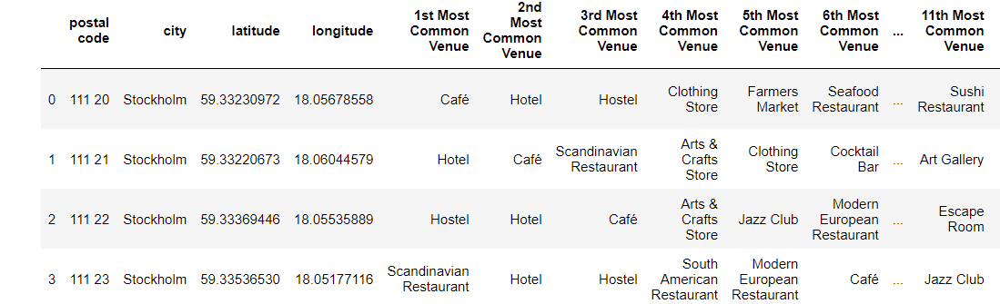 postal code city latitude longitude 1st Most Common Venue 2nd Most Common Venue 3rd Most Common Venue 4th Most Common Venue 5th Most Common Venue 6th Most Common Venue ... 11th Most Common Venue
0 111 20 Stockholm 59.33230972 18.05678558 Café Hotel Hostel Clothing Store Farmers Market Seafood Restaurant ... Sushi Restaurant
1 111 21 Stockholm 59.33220673 18.06044579 Hotel Café Scandinavian Restaurant Arts & Crafts Store Clothing Store Cocktail Bar ... Art Gallery
2 111 22 Stockholm 59.33369446 18.05535889 Hostel Hotel Café Arts & Crafts Store Jazz Club Modern European Restaurant ... Escape Room
3 111 23 Stockholm 59.33536530 18.05177116 Scandinavian Restaurant Hotel Hostel South American Restaurant Modern European Restaurant Café ... Jazz Club